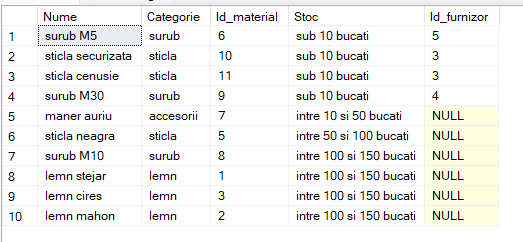 Nume Categorie Id_material Stoc Id_furnizor
1 surub M5 surub 6 sub 10 bucati 5
2 sticla securizata sticla 10 sub 10 bucati 3
3 sticla cenusie sticla 11 sub 10 bucati 3
4 surub M30 surub 9 sub 10 bucati 4
5 maner auriu accesorii 7 intre 10 si 50 bucati NULL
6 sticla neagra sticla 5 intre 50 si 100 bucati NULL
7 surub M10 surub 8 intre 100 si 150 bucati NULL
8 lemn stejar lemn 1 intre 100 si 150 bucati NULL
9 lemn cires lemn 3 intre 100 si 150 bucati NULL
10 lemn mahon lemn 2 intre 100 si 150 bucati NULL